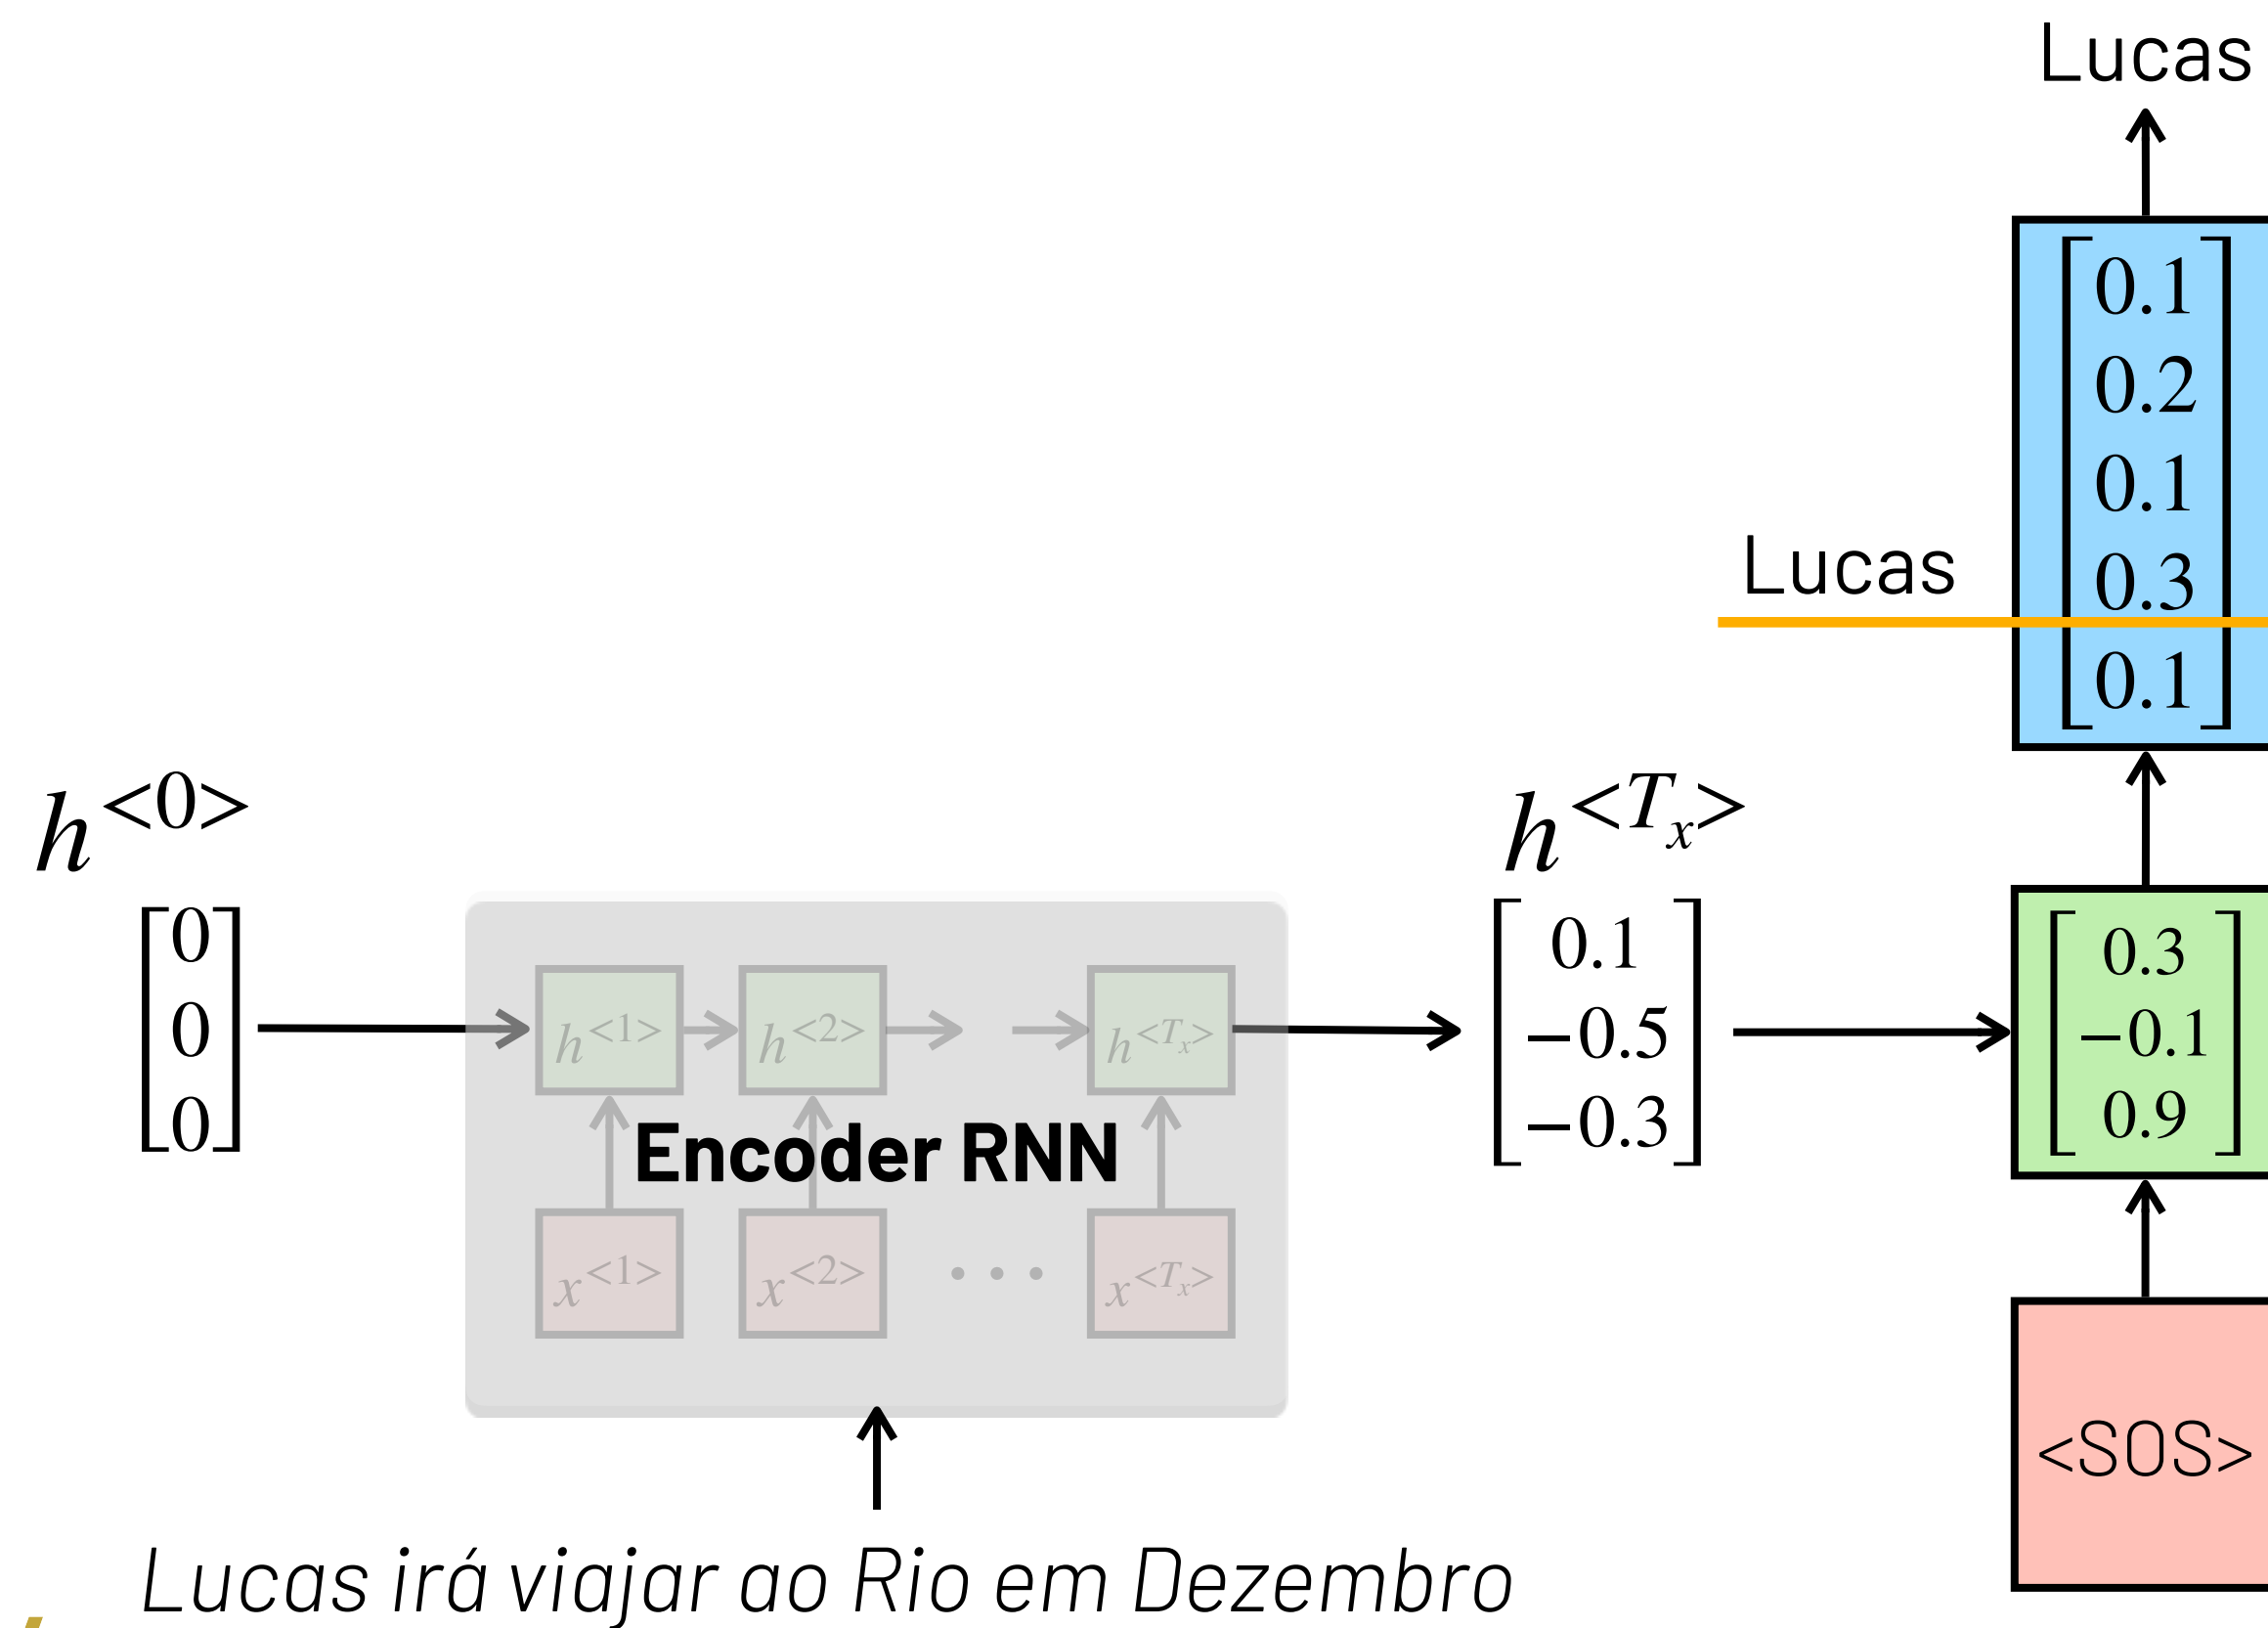 Lucas
0.1
0.2
0.1
0.3
0.1
Lucas
h<0>
0
0
0
h<Tx>
0.1
−0.5
−0.3
0.3
−0.1
0.9
h<1> h<2> h<Tx>
Encoder RNN
x<1> x<2> ... x<Tx>
<SOS>
Lucas irá viajar ao Rio em Dezembro